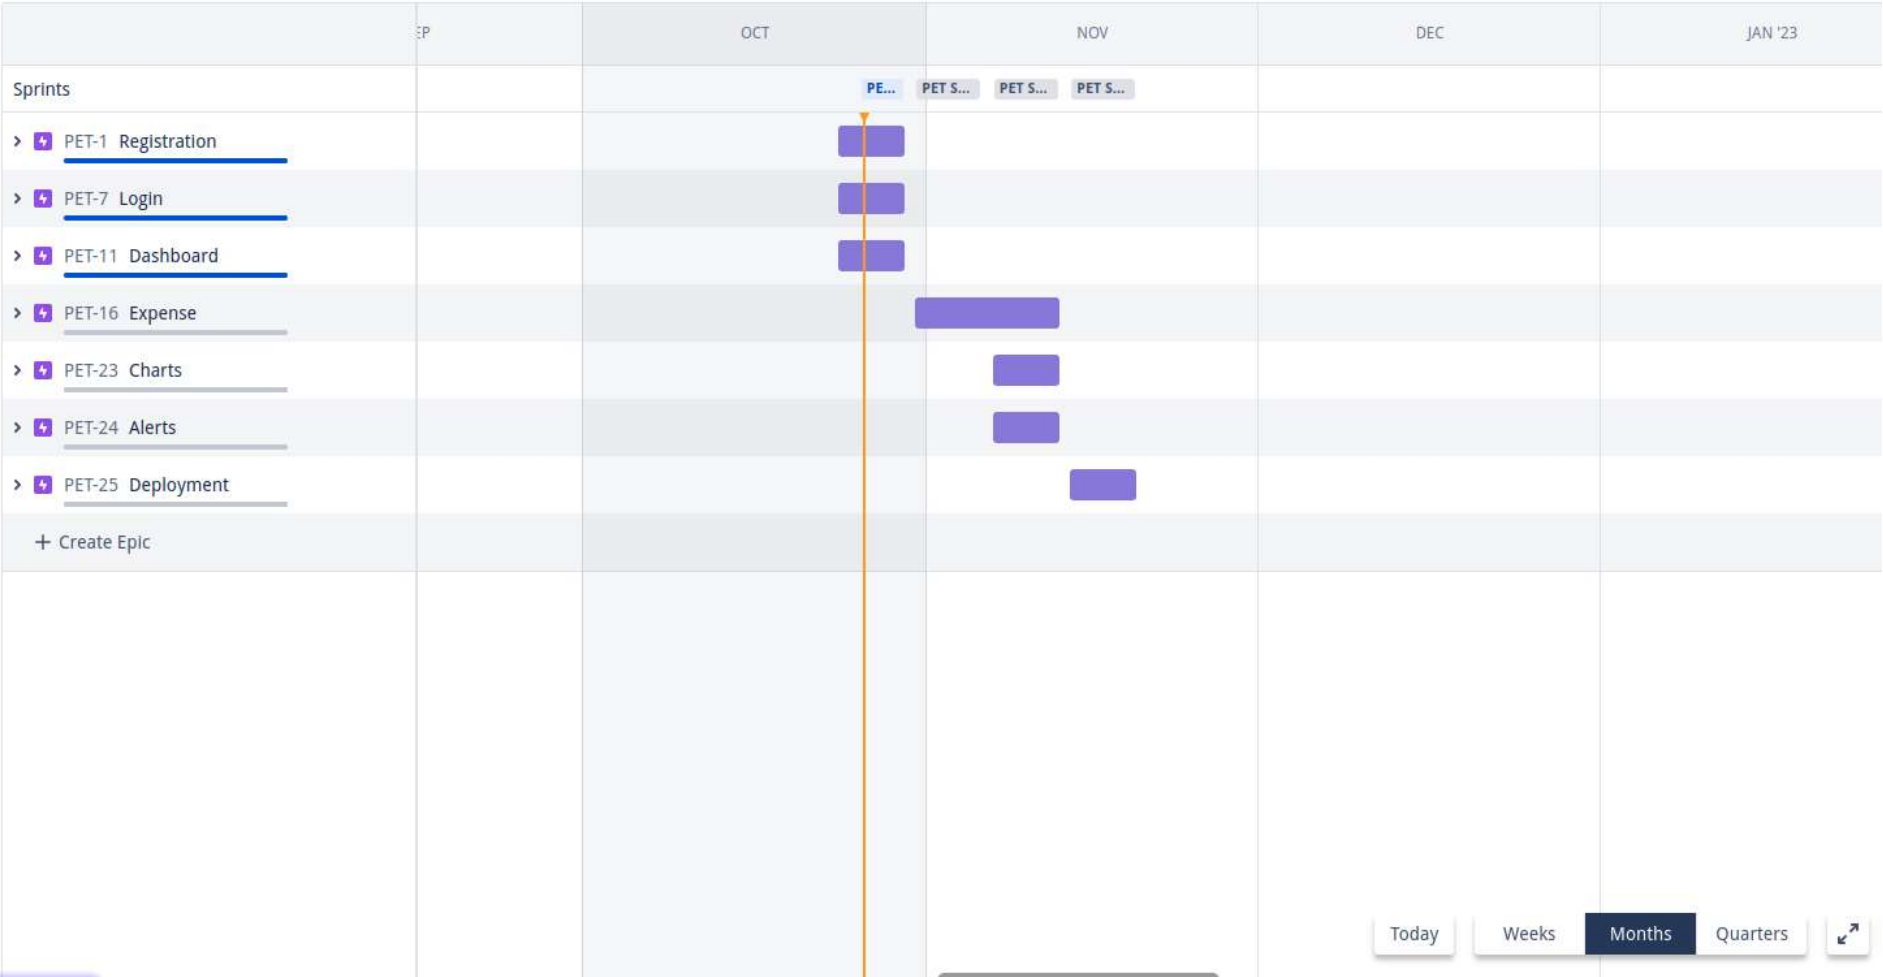 EP OCT NOV DEC JAN '23
Sprints PE... PET S... PET S... PET S...
PET-1 Registration
PET-7 Login
PET-11 Dashboard
PET-16 Expense
PET-23 Charts
PET-24 Alerts
PET-25 Deployment
+ Create Epic
Today Weeks Months Quarters